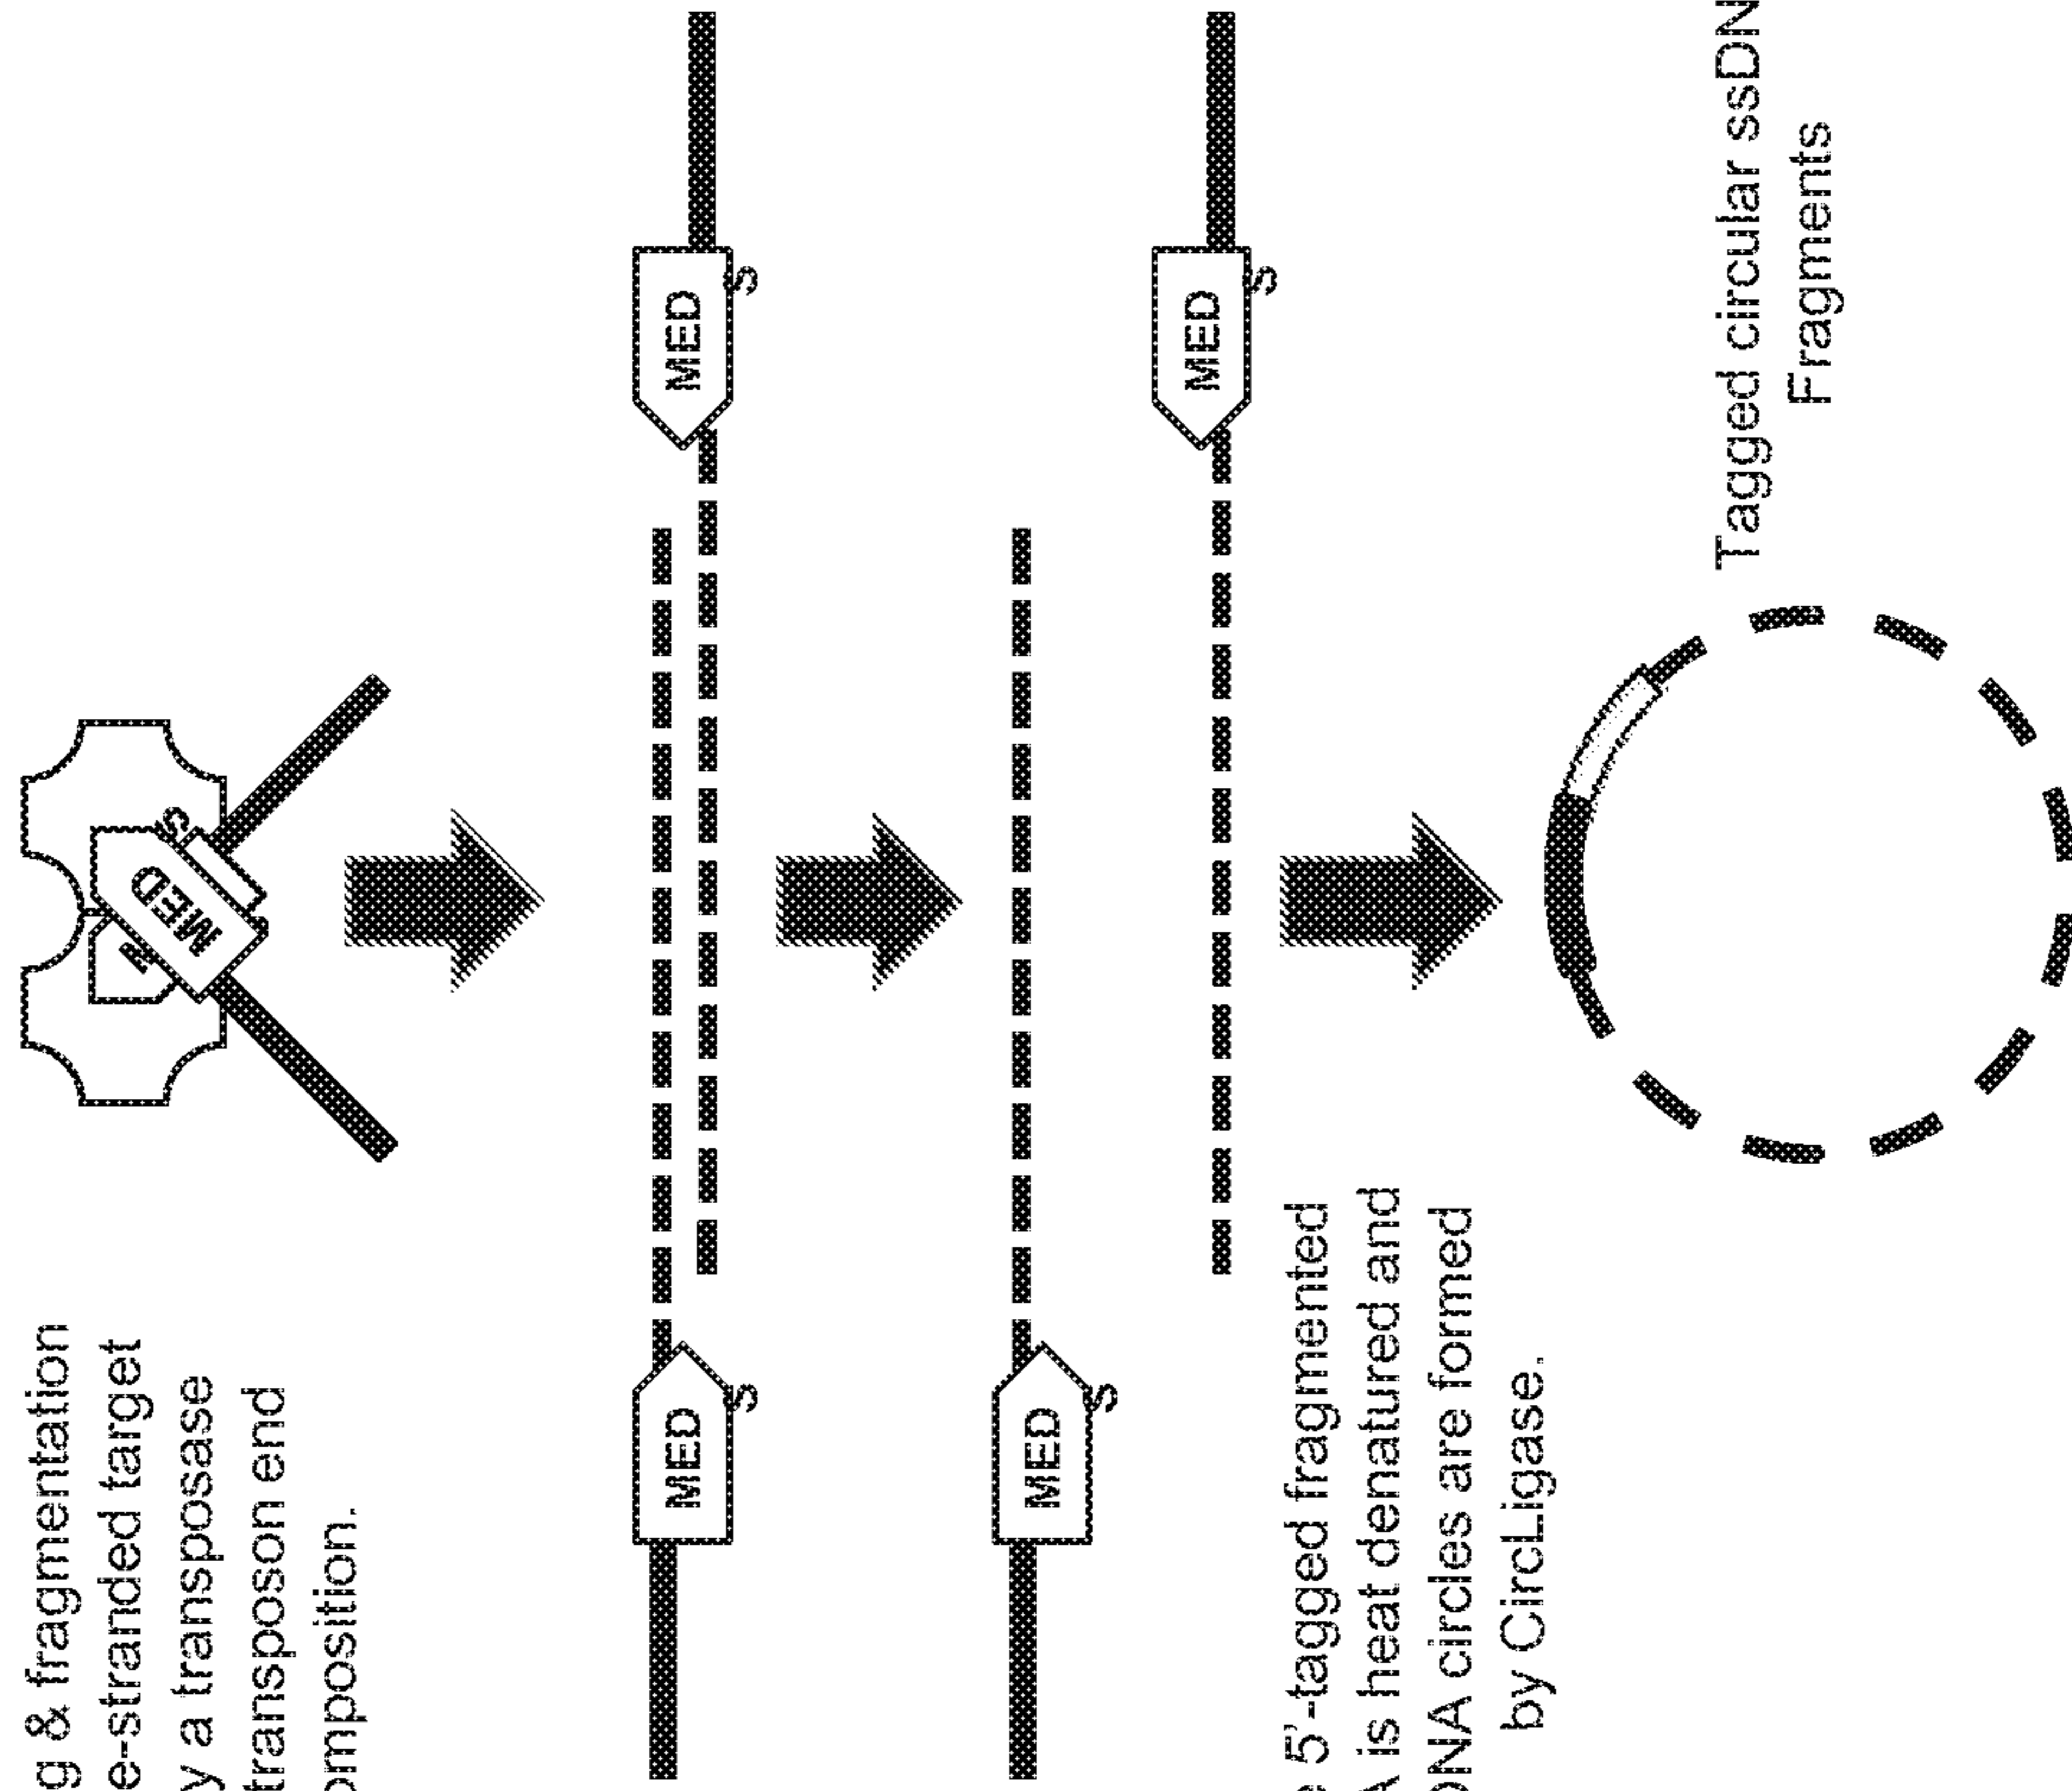 g & fragmentation
e-stranded target
y a transposase
transposon end
omposition.
MED
S
MED
S
MED
S
MED
S
MED
S
5'-tagged fragmented
is heat denatured and
DNA circles are formed
by CircLigase.
Tagged circular ssDN
Fragments